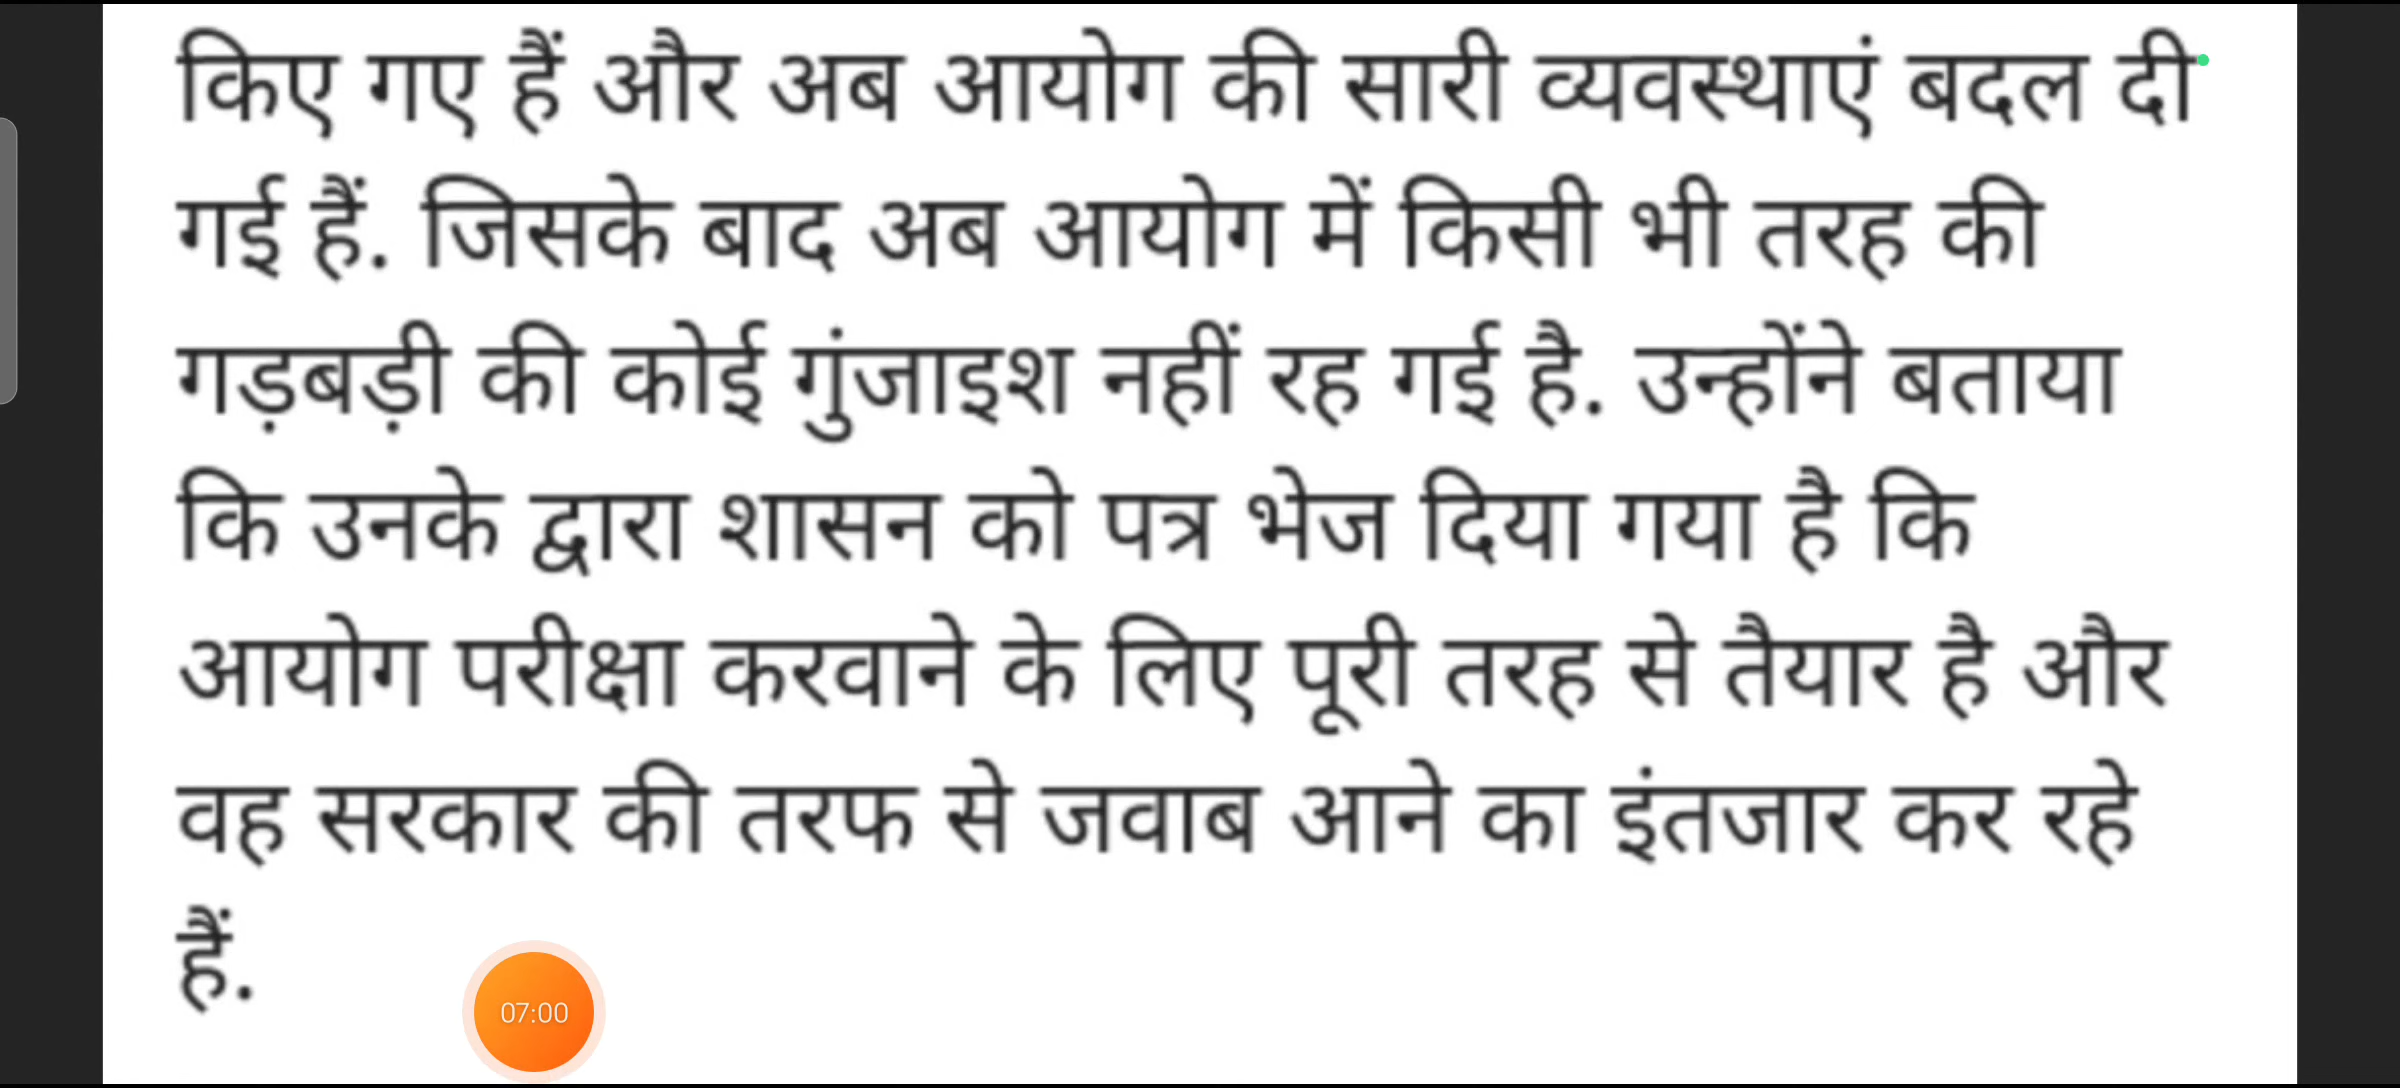 किए गए हैं और अब आयोग की सारी व्यवस्थाएं बदल दी
गई हैं. जिसके बाद अब आयोग में किसी भी तरह की
गड़बड़ी की कोई गुंजाइश नहीं रह गई है. उन्होंने बताया
कि उनके द्वारा शासन को पत्र भेज दिया गया है कि
आयोग परीक्षा करवाने के लिए पूरी तरह से तैयार है और
वह सरकार की तरफ से जवाब आने का इंतजार कर रहे
हैं.
07:00